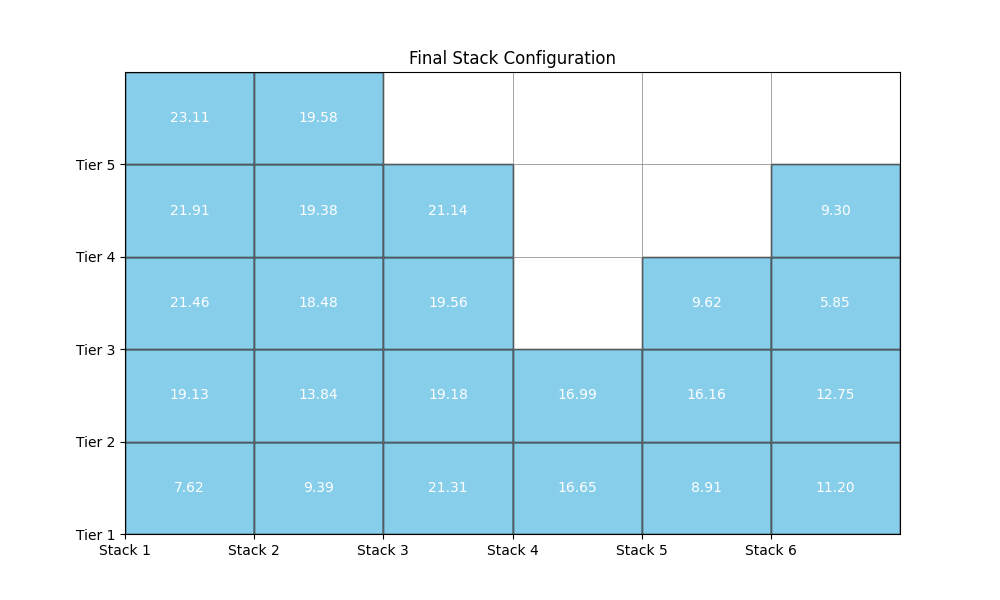 Final Stack Configuration
23.11 19.58
Tier 5
21.91 19.38 21.14 9.30
Tier 4
21.46 18.48 19.56 9.62 5.85
Tier 3
19.13 13.84 19.18 16.99 16.16 12.75
Tier 2
7.62 9.39 21.31 16.65 8.91 11.20
Tier 1
Stack 1 Stack 2 Stack 3 Stack 4 Stack 5 Stack 6